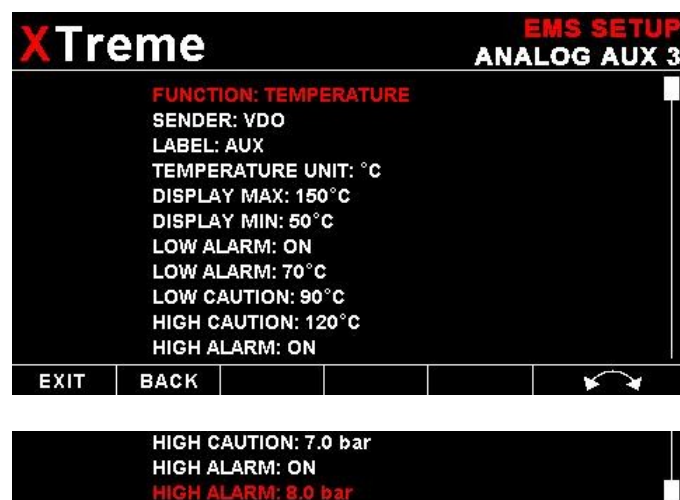 XTreme
EMS SETUP
ANALOG AUX 3
FUNCTION: TEMPERATURE
SENDER: VDO
LABEL: AUX
TEMPERATURE UNIT: °C
DISPLAY MAX: 150°C
DISPLAY MIN: 50°C
LOW ALARM: ON
LOW ALARM: 70°C
LOW CAUTION: 90°C
HIGH CAUTION: 120°C
HIGH ALARM: ON
EXIT BACK
HIGH CAUTION: 7.0 bar
HIGH ALARM: ON
HIGH ALARM: 8.0 bar